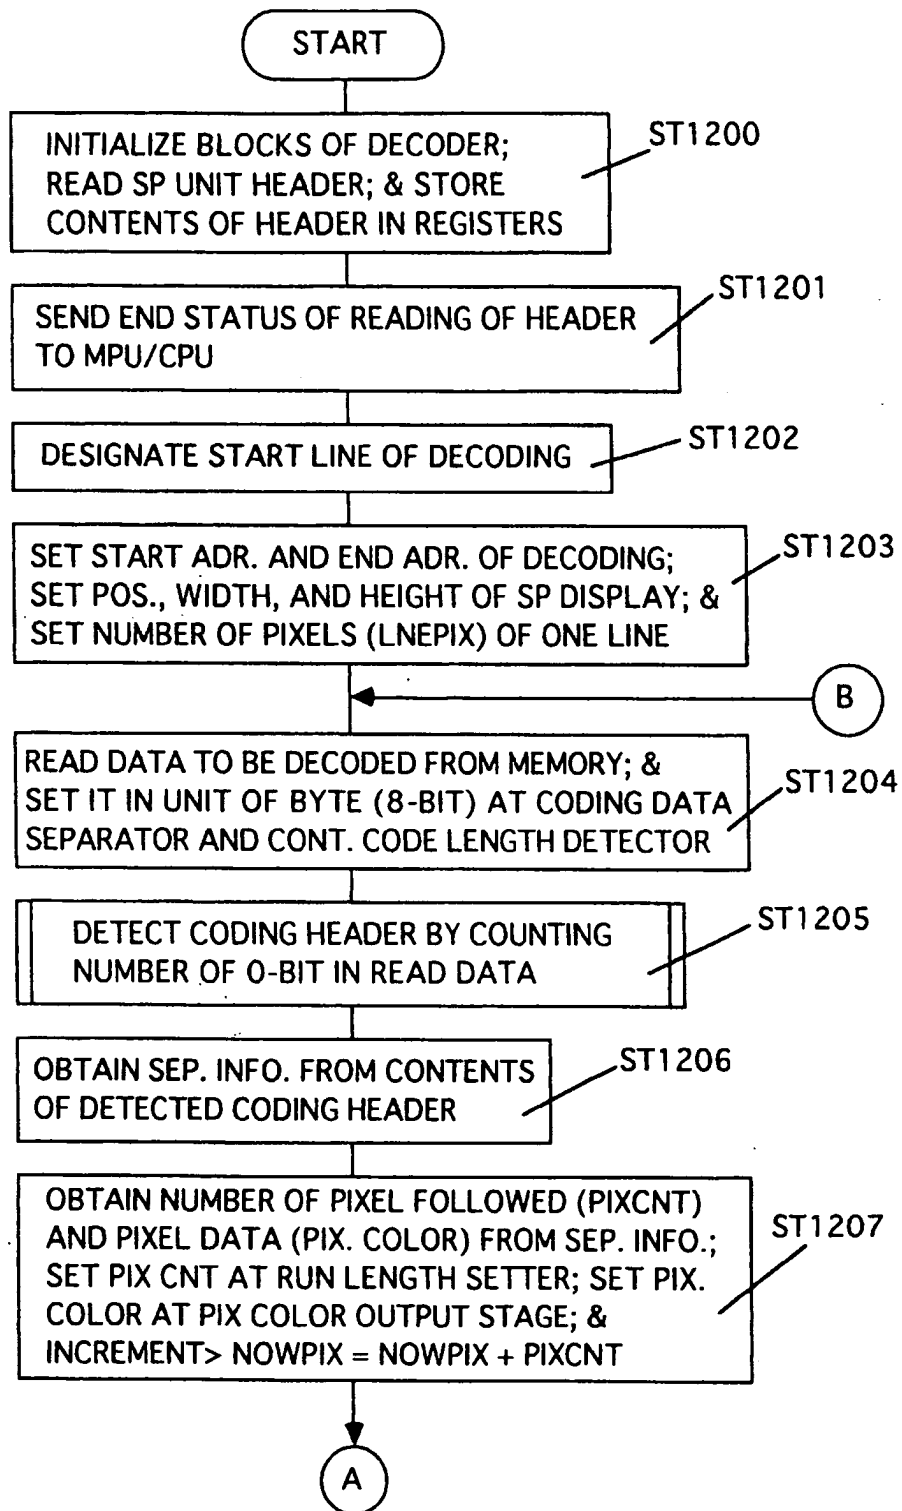 START
INITIALIZE BLOCKS OF DECODER;
READ SP UNIT HEADER; & STORE
CONTENTS OF HEADER IN REGISTERS
ST1200
SEND END STATUS OF READING OF HEADER
TO MPU/CPU
ST1201
DESIGNATE START LINE OF DECODING
ST1202
SET START ADR. AND END ADR. OF DECODING;
SET POS., WIDTH, AND HEIGHT OF SP DISPLAY; &
SET NUMBER OF PIXELS (LNEPIX) OF ONE LINE
ST1203
B
READ DATA TO BE DECODED FROM MEMORY; &
SET IT IN UNIT OF BYTE (8-BIT) AT CODING DATA
SEPARATOR AND CONT. CODE LENGTH DETECTOR
ST1204
DETECT CODING HEADER BY COUNTING
NUMBER OF 0-BIT IN READ DATA
ST1205
OBTAIN SEP. INFO. FROM CONTENTS
OF DETECTED CODING HEADER
ST1206
OBTAIN NUMBER OF PIXEL FOLLOWED (PIXCNT)
AND PIXEL DATA (PIX. COLOR) FROM SEP. INFO.;
SET PIX CNT AT RUN LENGTH SETTER; SET PIX.
COLOR AT PIX COLOR OUTPUT STAGE; &
INCREMENT> NOWPIX = NOWPIX + PIXCNT
ST1207
A